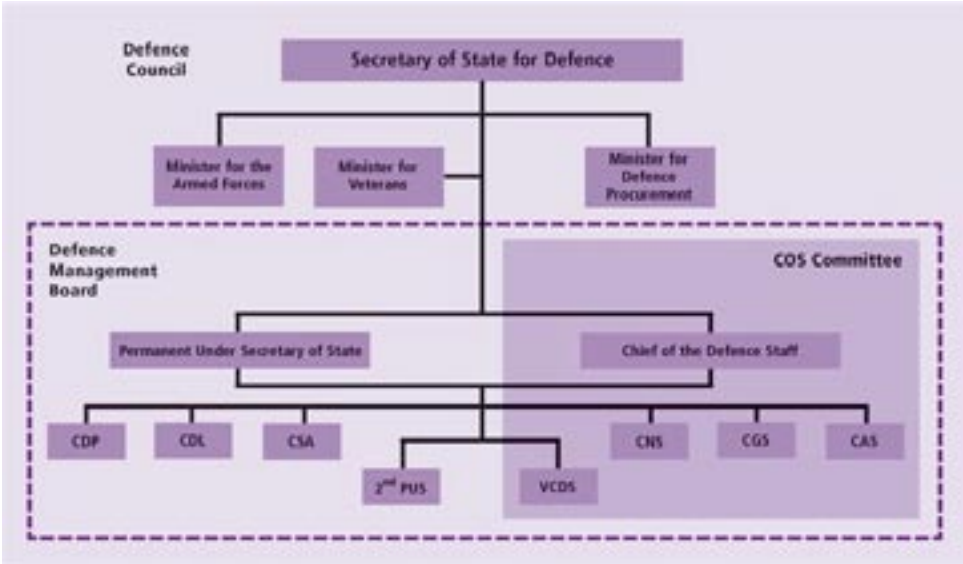 Defence
Council
Secretary of State for Defence
Minister for the
Armed Forces
Minister for
Veterans
Minister for
Defence
Procurement
Defence
Management
Board
COS Committee
Permanent Under Secretary of State
Chief of the Defence Staff
CDP
CDL
CSA
CNS
CGS
CAS
2nd PUS
VCDS